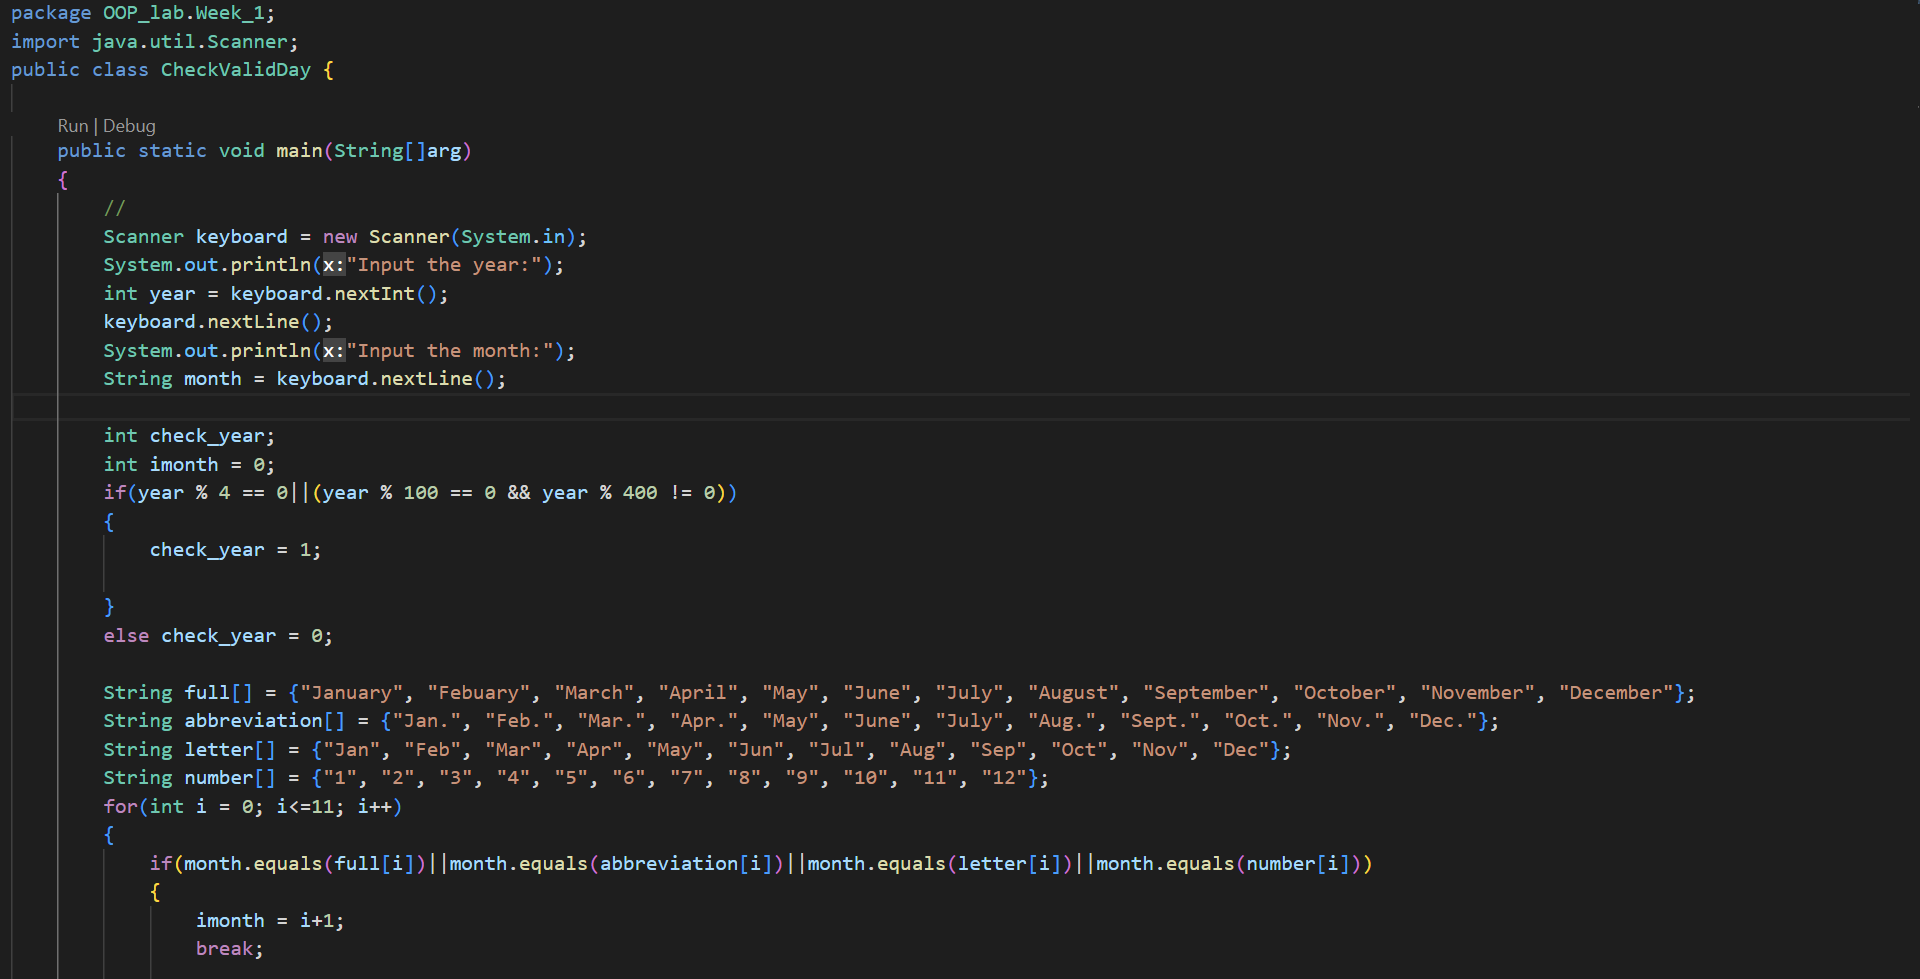 package OOP_lab.Week_1;
import java.util.Scanner;
public class CheckValidDay {
Run | Debug
public static void main(String[]arg)
{
//
Scanner keyboard = new Scanner(System.in);
System.out.println(x:"Input the year:");
int year = keyboard.nextInt();
keyboard.nextLine();
System.out.println(x:"Input the month:");
String month = keyboard.nextLine();
int check_year;
int imonth = 0;
if(year % 4 == 0||(year % 100 == 0 && year % 400 != 0))
{
check_year = 1;
}
else check_year = 0;
String full[] = {"January", "Febuary", "March", "April", "May", "June", "July", "August", "September", "October", "November", "December"};
String abbreviation[] = {"Jan.", "Feb.", "Mar.", "Apr.", "May", "June", "July", "Aug.", "Sept.", "Oct.", "Nov.", "Dec."};
String letter[] = {"Jan", "Feb", "Mar", "Apr", "May", "Jun", "Jul", "Aug", "Sep", "Oct", "Nov", "Dec"};
String number[] = {"1", "2", "3", "4", "5", "6", "7", "8", "9", "10", "11", "12"};
for(int i = 0; i<=11; i++)
{
if(month.equals(full[i])||month.equals(abbreviation[i])||month.equals(letter[i])||month.equals(number[i]))
{
imonth = i+1;
break;